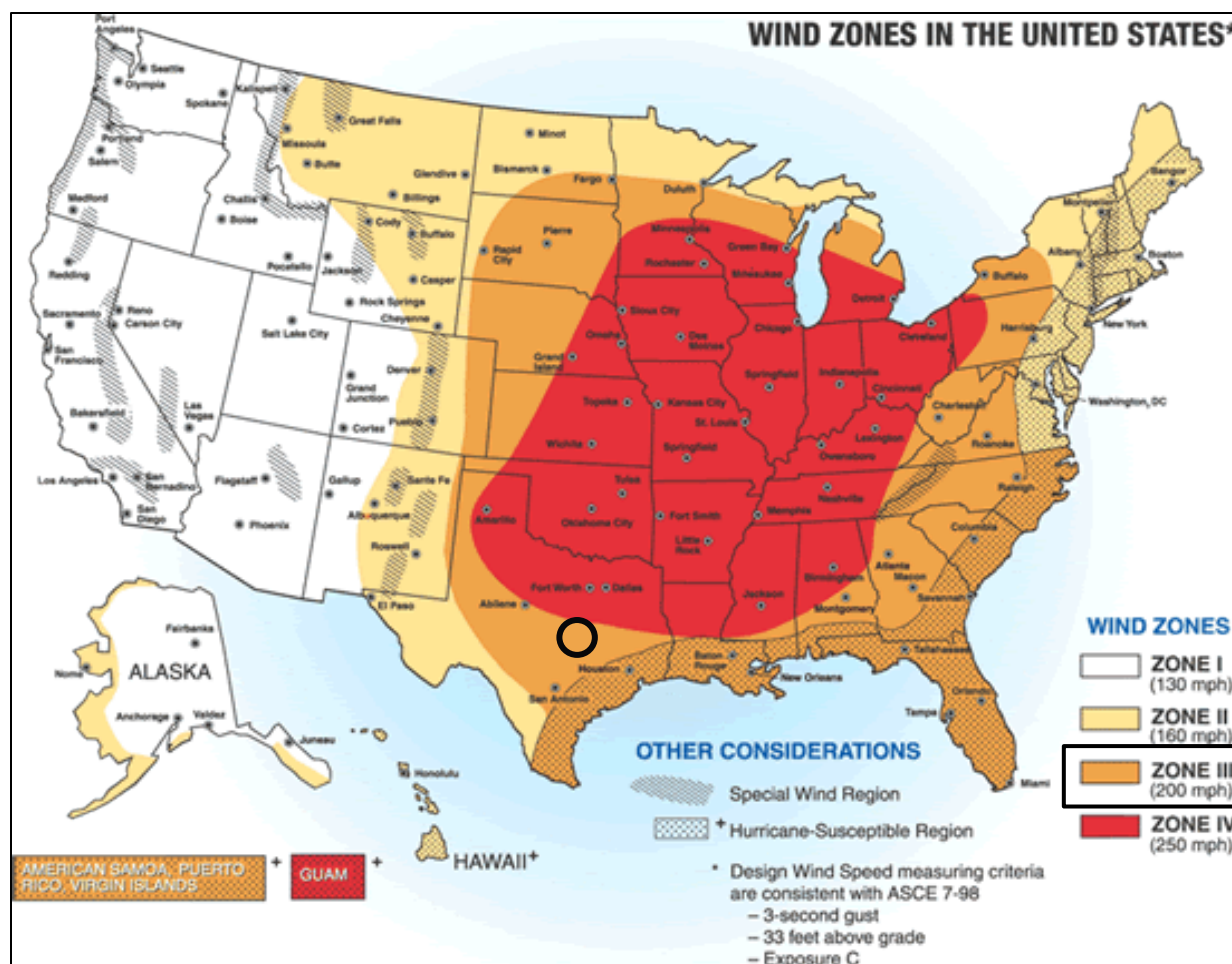 WIND ZONES IN THE UNITED STATES*
Port
Angeles
Seattle
Olympia
Spokane
Kalispell
Great Falls
Minot
Portland
Salem
Missoula
Butte
Glendive
Bismarck
Fargo
Duluth
Bangor
Medford
Challis
Boise
Billings
Cody
Buffalo
Pierre
Rapid
City
Minneapolis
Green Bay
Montpelier
Albany
Boston
Redding
Pocatello
Jackson
Casper
Rochester
Milwaukee
Buffalo
Rock Springs
Cheyenne
Sioux City
Detroit
Sacramento
Reno
Carson City
Salt Lake City
Omaha
Des
Moines
Chicago
Cleveland
Harrisburg
New York
San
Francisco
Grand
Junction
Denver
Grand
Island
Springfield
Indianapolis
Cincinnati
Washington, DC
Bakersfield
Las
Vegas
Cortez
Pueblo
Topeke
Kansas City
St. Louis
Charleston
Wichita
Springfield
Lexington
Owensboro
Roanoke
Los Angeles
San
Bernadino
Flagstaff
Gallup
Sante Fe
Tulsa
Nashville
Raleigh
San
Diego
Phoenix
Albuquerque
Amarillo
Oklahoma City
Fort Smith
Memphis
Columbia
Roswell
Little
Rock
Birmingham
Atlanta
Macon
El Paso
Abilene
Fort Worth
Dallas
Jackson
Montgomery
Savannah
Fairbanks
Nome
ALASKA
Houston
Baton
Rouge
New Orleans
Tallahassee
San Antonio
Orlando
Tampa
Miami
Anchorage
Valdez
Juneau
Honolulu
HAWAII+
AMERICAN SAMOA, PUERTO
RICO, VIRGIN ISLANDS
+
GUAM
+
OTHER CONSIDERATIONS
Special Wind Region
+ Hurricane-Susceptible Region
* Design Wind Speed measuring criteria
are consistent with ASCE 7-98
– 3-second gust
– 33 feet above grade
– Exposure C
WIND ZONES
ZONE I
(130 mph)
ZONE II
(160 mph)
ZONE III
(200 mph)
ZONE IV
(250 mph)